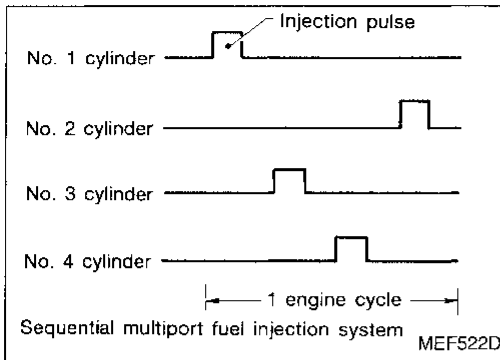 Injection pulse
No. 1 cylinder
No. 2 cylinder
No. 3 cylinder
No. 4 cylinder
1 engine cycle
Sequential multiport fuel injection system
MEF522D